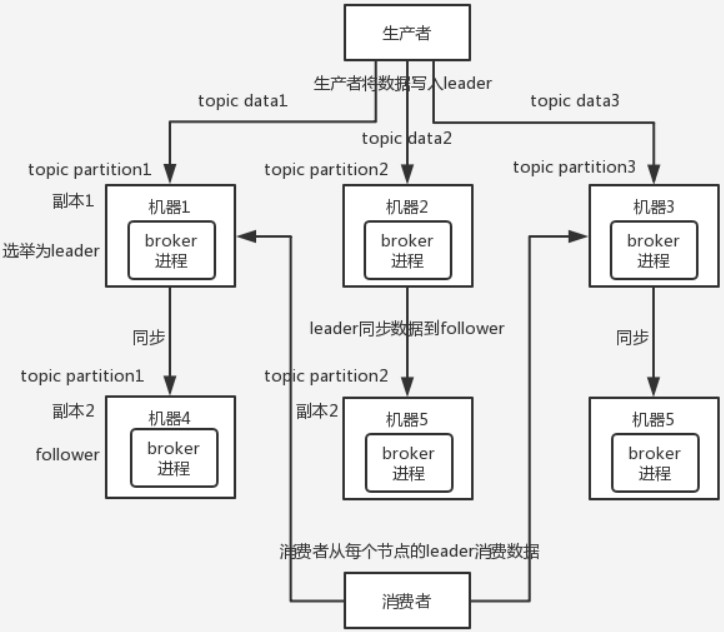 生产者
生产者将数据写入leader
topic data1
topic data3
topic data2
topic partition1
topic partition2
topic partition3
副本1
机器1
机器2
机器3
选举为leader
broker
进程
broker
进程
broker
进程
同步
leader同步数据到follower
同步
topic partition1
topic partition2
副本2
机器4
副本2
机器5
机器5
follower
broker
进程
broker
进程
broker
进程
消费者从每个节点的leader消费数据
消费者